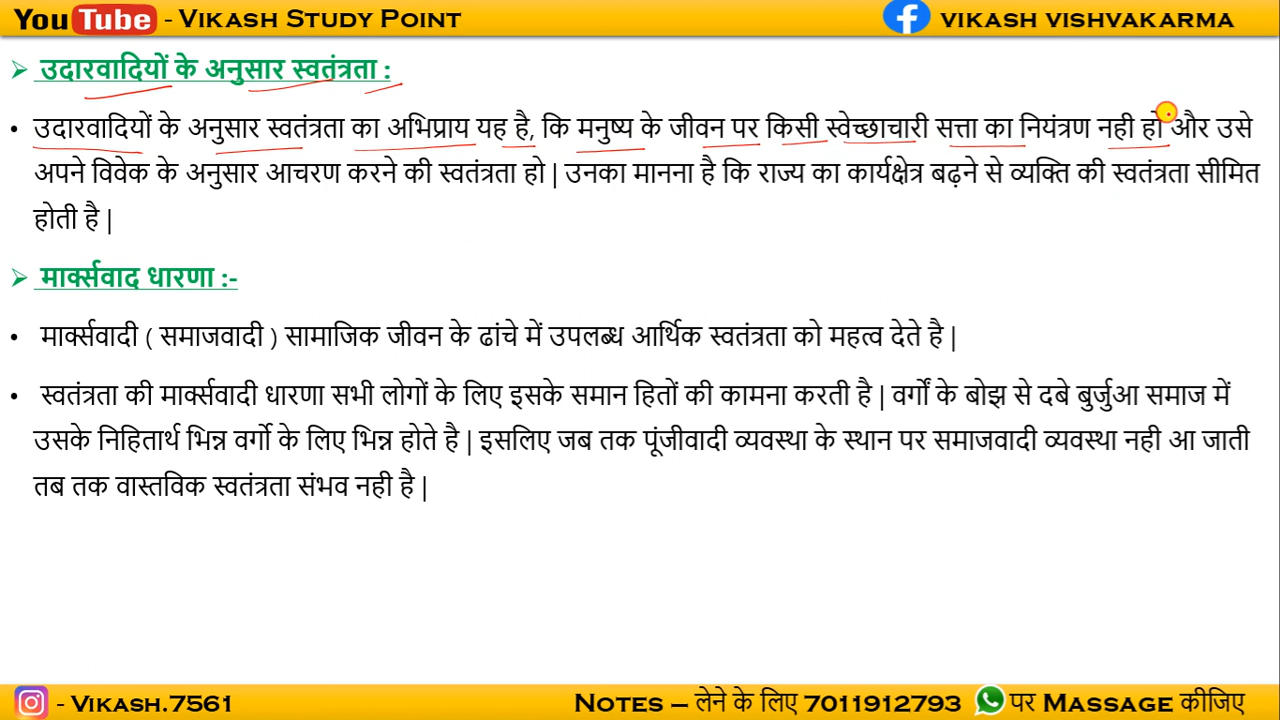 YouTube - Vikash Study Point
Vikash Vishvakarma
➢ उदारवादियों के अनुसार स्वतंत्रता :
• उदारवादियों के अनुसार स्वतंत्रता का अभिप्राय यह है, कि मनुष्य के जीवन पर किसी स्वेच्छाचारी सत्ता का नियंत्रण नही हो और उसे
अपने विवेक के अनुसार आचरण करने की स्वतंत्रता हो | उनका मानना है कि राज्य का कार्यक्षेत्र बढ़ने से व्यक्ति की स्वतंत्रता सीमित
होती है |
➢ मार्क्सवाद धारणा :-
• मार्क्सवादी ( समाजवादी ) सामाजिक जीवन के ढांचे में उपलब्ध आर्थिक स्वतंत्रता को महत्व देते है |
• स्वतंत्रता की मार्क्सवादी धारणा सभी लोगों के लिए इसके समान हितों की कामना करती है | वर्गों के बोझ से दबे बुर्जुआ समाज में
उसके निहितार्थ भिन्न वर्गो के लिए भिन्न होते है | इसलिए जब तक पूंजीवादी व्यवस्था के स्थान पर समाजवादी व्यवस्था नही आ जाती
तब तक वास्तविक स्वतंत्रता संभव नही है |
- Vikash.7561
Notes – लेने के लिए 7011912793 पर Massage कीजिए